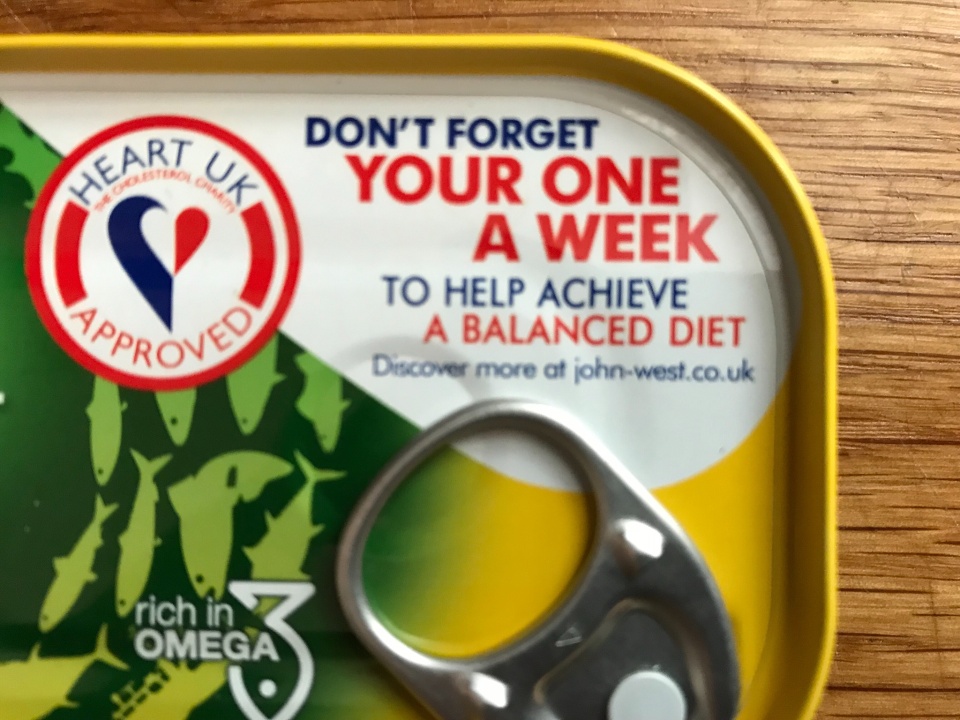 HEART UK
THE CHOLESTEROL CHARITY
APPROVED
DON'T FORGET
YOUR ONE
A WEEK
TO HELP ACHIEVE
A BALANCED DIET
Discover more at john-west.co.uk
rich in
OMEGA 3